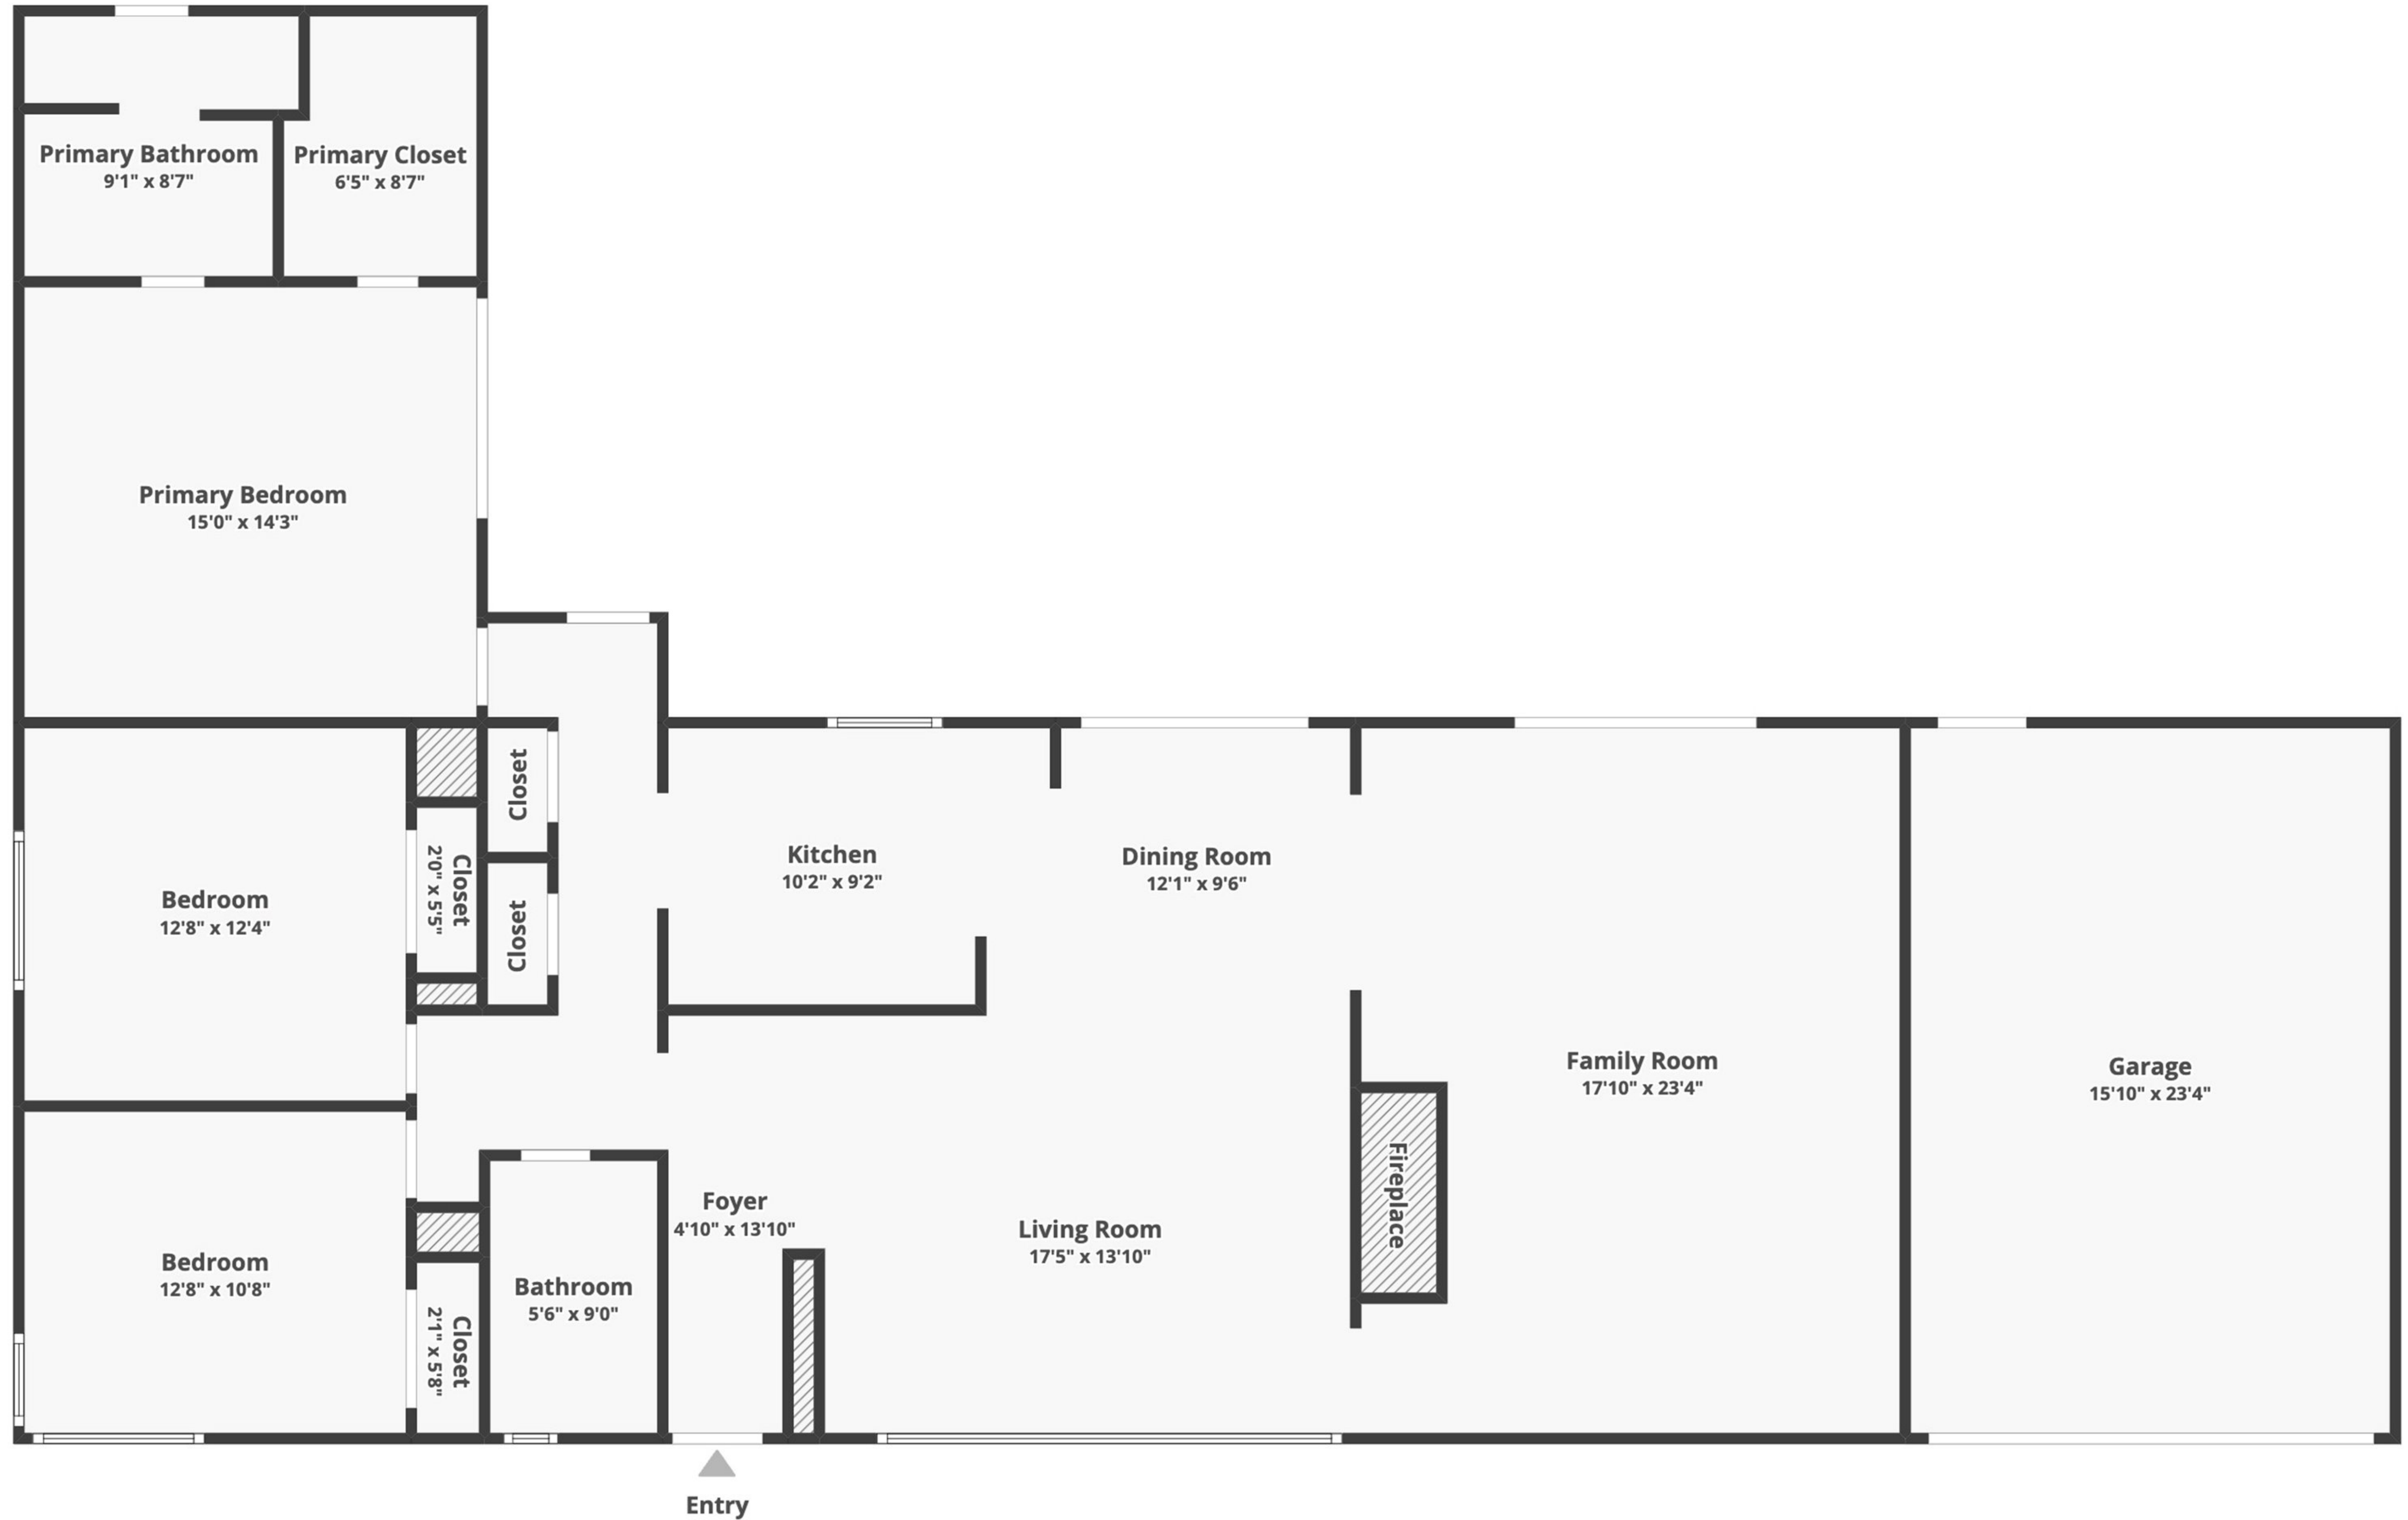 Primary Bathroom
9'1" x 8'7"
Primary Closet
6'5" x 8'7"
Primary Bedroom
15'0" x 14'3"
Closet
Closet
2'0" x 5'5"
Closet
Bedroom
12'8" x 12'4"
Kitchen
10'2" x 9'2"
Dining Room
12'1" x 9'6"
Family Room
17'10" x 23'4"
Garage
15'10" x 23'4"
Fireplace
Foyer
4'10" x 13'10"
Living Room
17'5" x 13'10"
Bedroom
12'8" x 10'8"
Closet
2'1" x 5'8"
Bathroom
5'6" x 9'0"
Entry